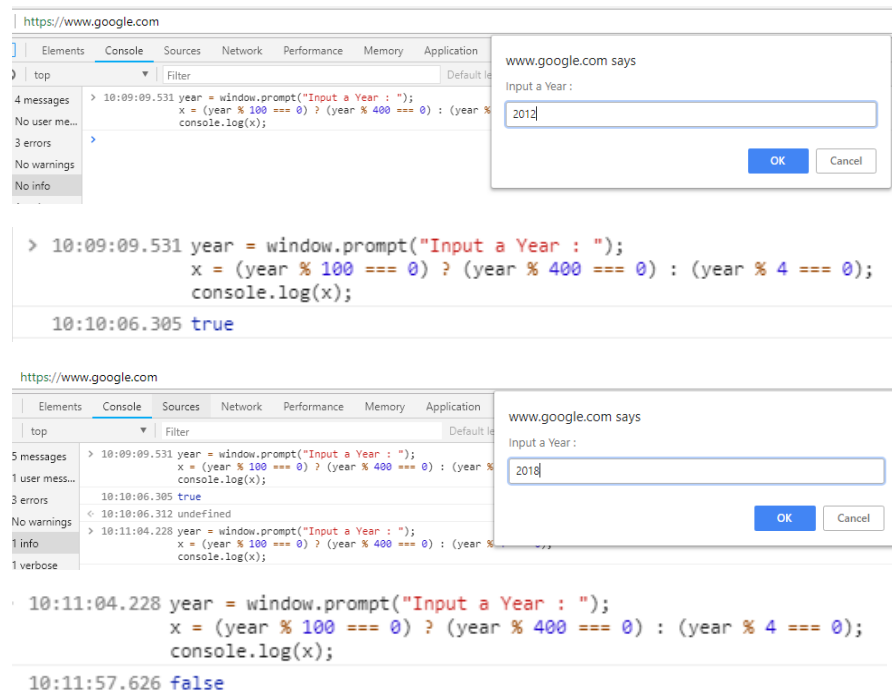 https://www.google.com
Elements Console Sources Network Performance Memory Application
top ▼ Filter Default le
www.google.com says
Input a Year :
2012
OK Cancel
4 messages
No user me...
3 errors
No warnings
No info
> 10:09:09.531 year = window.prompt("Input a Year : ");
x = (year % 100 === 0) ? (year % 400 === 0) : (year %
console.log(x);
>
> 10:09:09.531 year = window.prompt("Input a Year : ");
x = (year % 100 === 0) ? (year % 400 === 0) : (year % 4 === 0);
console.log(x);
10:10:06.305 true
https://www.google.com
Elements Console Sources Network Performance Memory Application
top ▼ Filter Default le
www.google.com says
Input a Year :
2018
OK Cancel
5 messages
1 user mess...
3 errors
No warnings
1 info
1 verbose
> 10:09:09.531 year = window.prompt("Input a Year : ");
x = (year % 100 === 0) ? (year % 400 === 0) : (year %
console.log(x);
10:10:06.305 true
< 10:10:06.312 undefined
> 10:11:04.228 year = window.prompt("Input a Year : ");
x = (year % 100 === 0) ? (year % 400 === 0) : (year %
console.log(x);
10:11:04.228 year = window.prompt("Input a Year : ");
x = (year % 100 === 0) ? (year % 400 === 0) : (year % 4 === 0);
console.log(x);
10:11:57.626 false